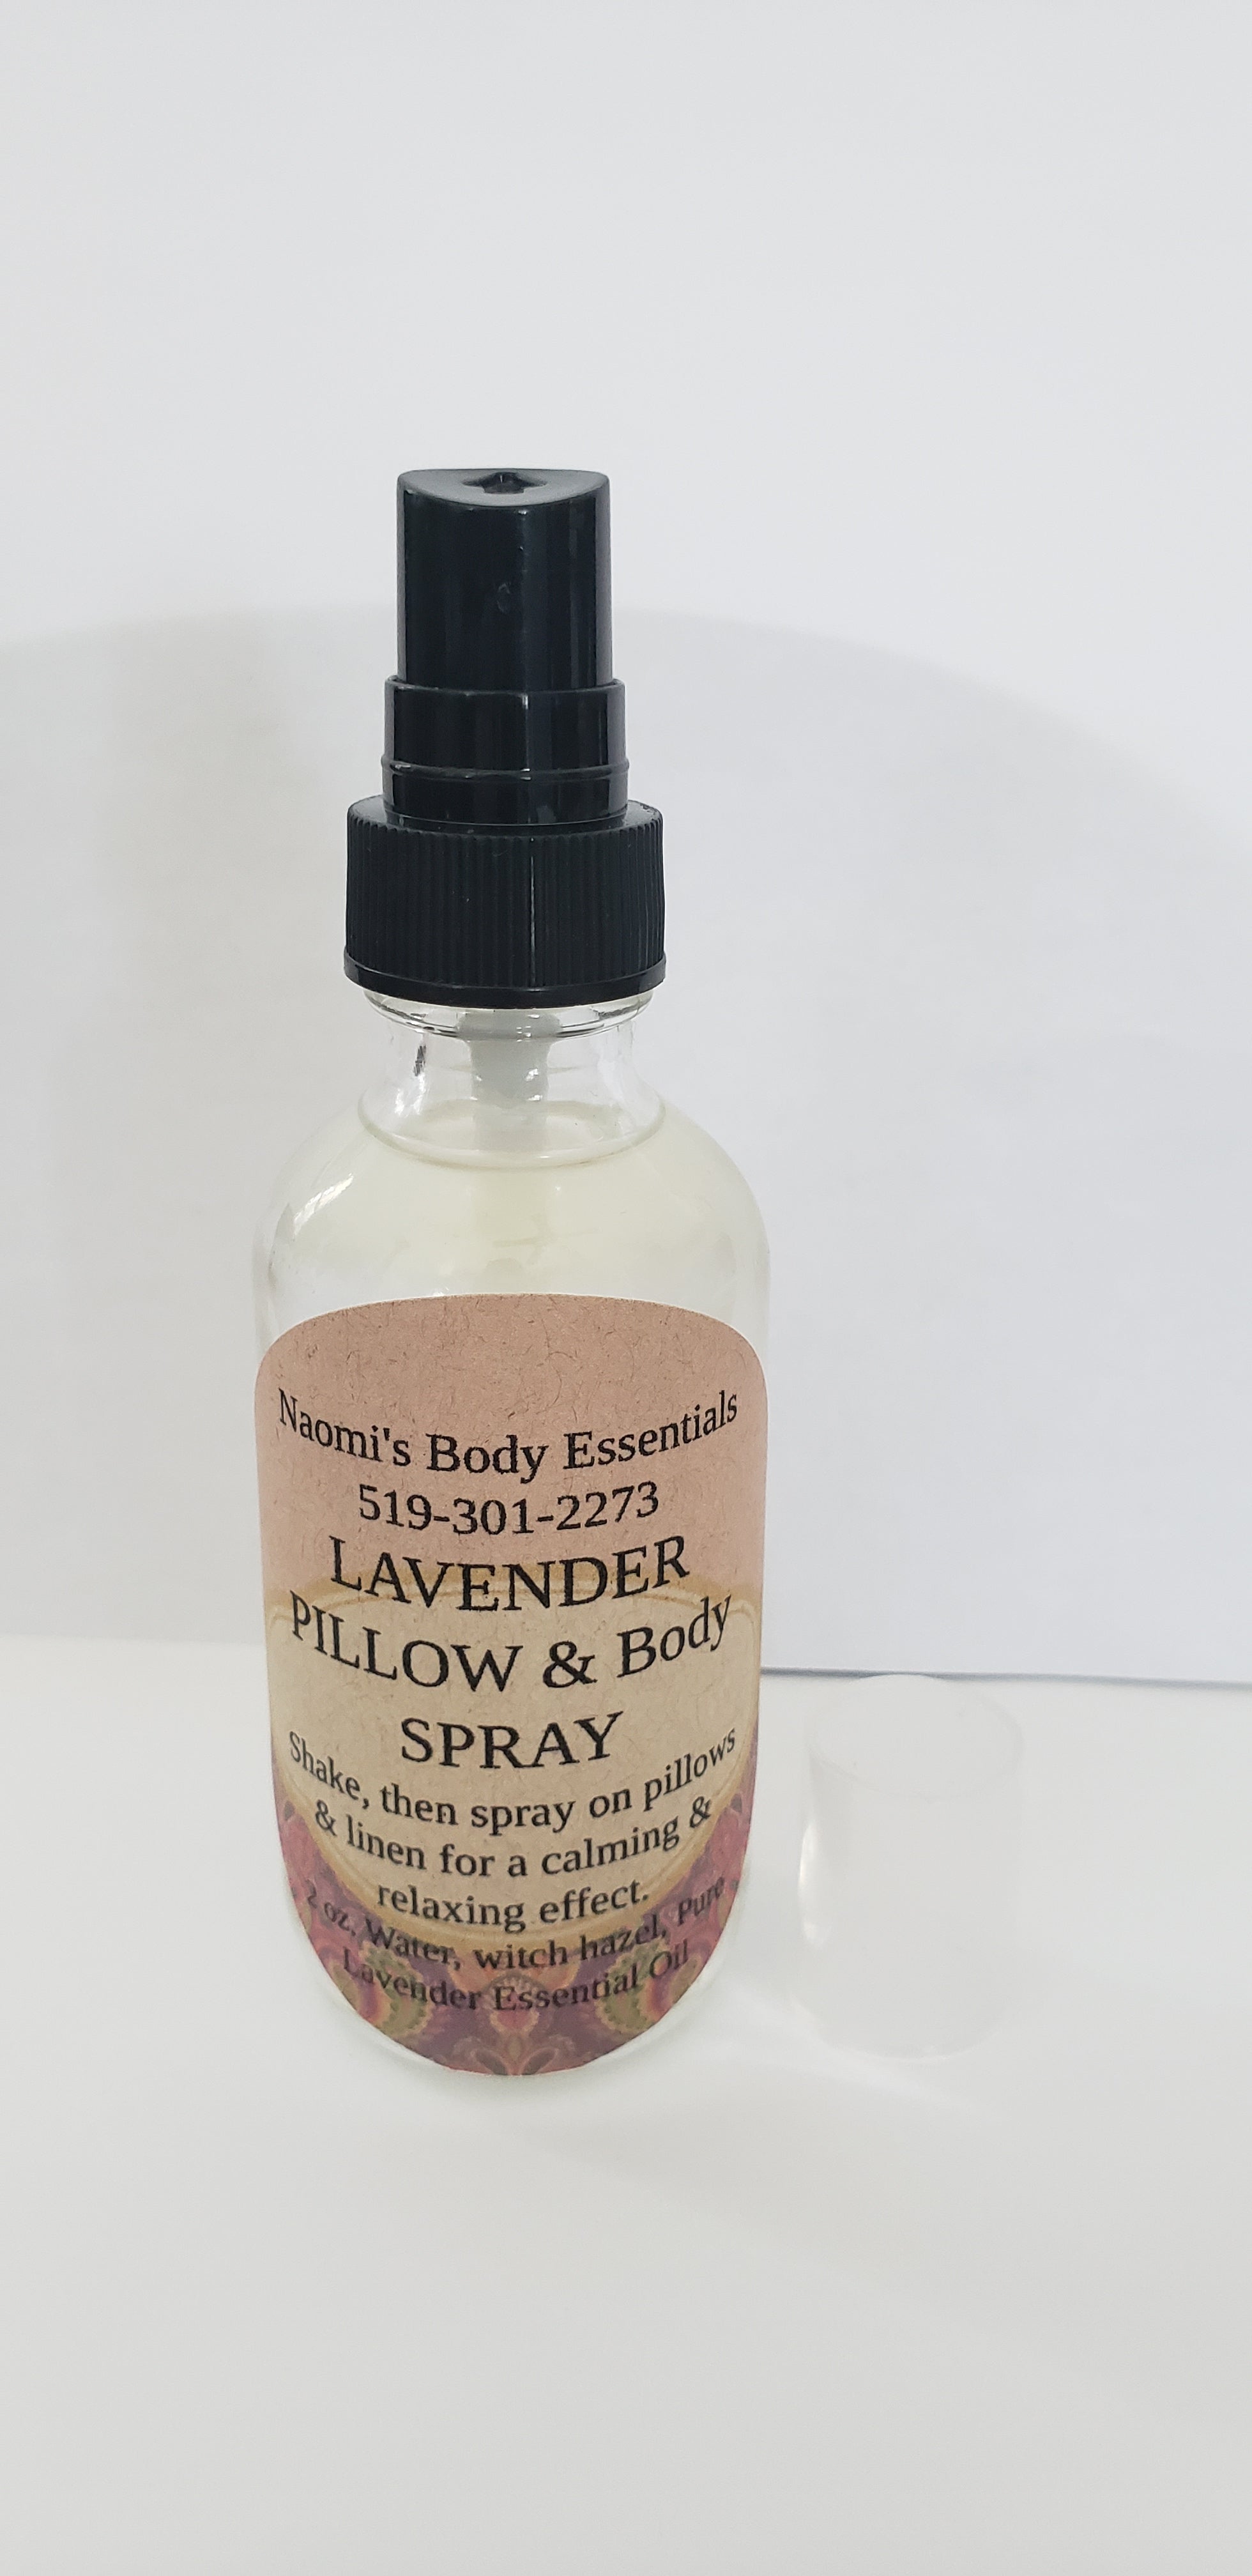 Naomi's Body Essentials
519-301-2273
LAVENDER
PILLOW & Body
SPRAY
Shake, then spray on pillows
& linen for a calming &
relaxing effect.
2 oz. Water, witch hazel, Pure
Lavender Essential Oil